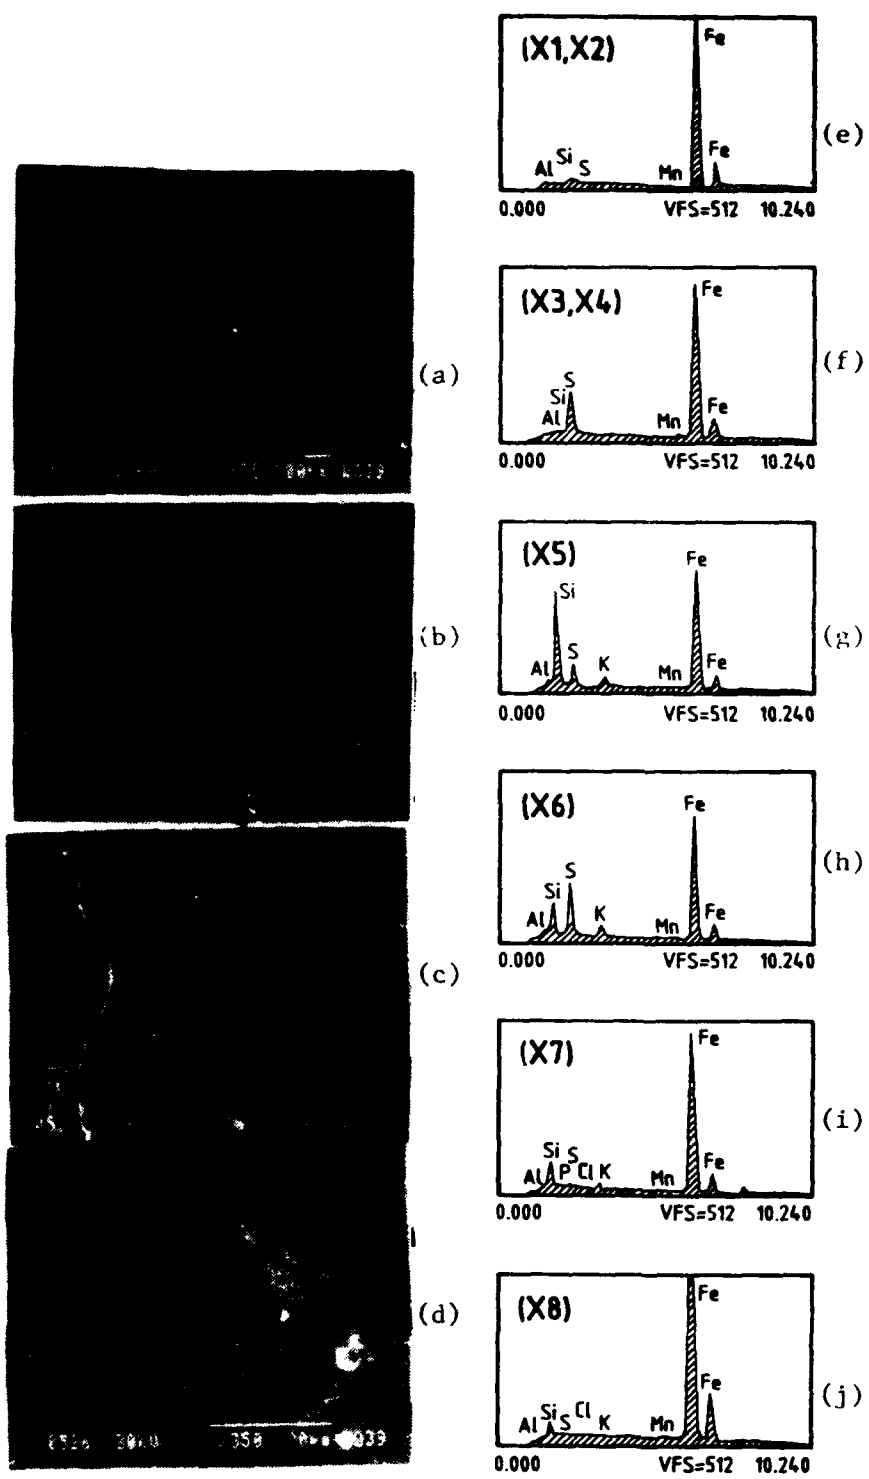 (a)
(b)
(c)
(d)
30kU
(X1,X2)
Fe
Al Si S Mn Fe
0.000 VFS=512 10.240
(e)
(X3,X4)
Fe
Al Si S Mn Fe
0.000 VFS=512 10.240
(f)
(X5)
Fe
Al Si S K Mn Fe
0.000 VFS=512 10.240
(g)
(X6)
Fe
Al Si S K Mn Fe
0.000 VFS=512 10.240
(h)
(X7)
Fe
Al Si P S Cl K Mn Fe
0.000 VFS=512 10.240
(i)
(X8)
Fe
Al Si S Cl K Mn Fe
0.000 VFS=512 10.240
(j)